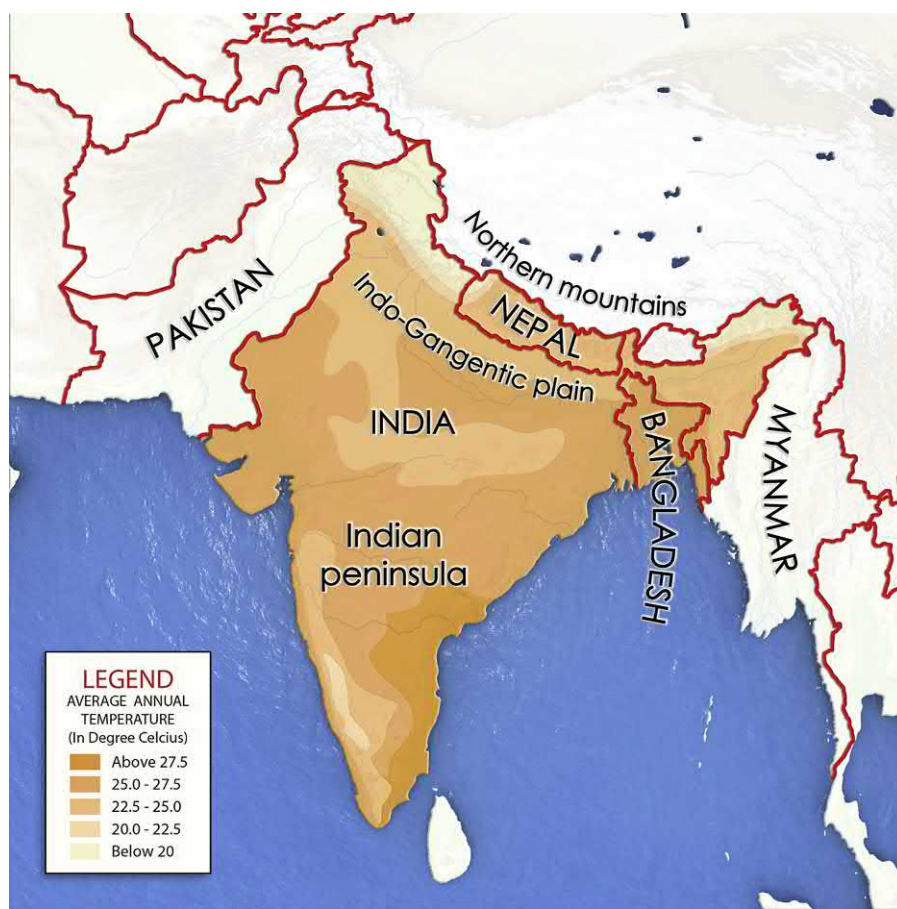 Northern mountains
PAKISTAN
NEPAL
Indo-Gangentic plain
INDIA
BANGLADESH
MYANMAR
Indian
peninsula
LEGEND
AVERAGE ANNUAL
TEMPERATURE
(In Degree Celcius)
Above 27.5
25.0 - 27.5
22.5 - 25.0
20.0 - 22.5
Below 20